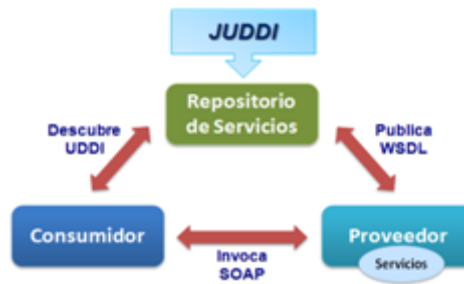 JUDDI
Repositorio
de Servicios
Descubre
UDDI
Publica
WSDL
Consumidor
Invoca
SOAP
Proveedor
Servicios